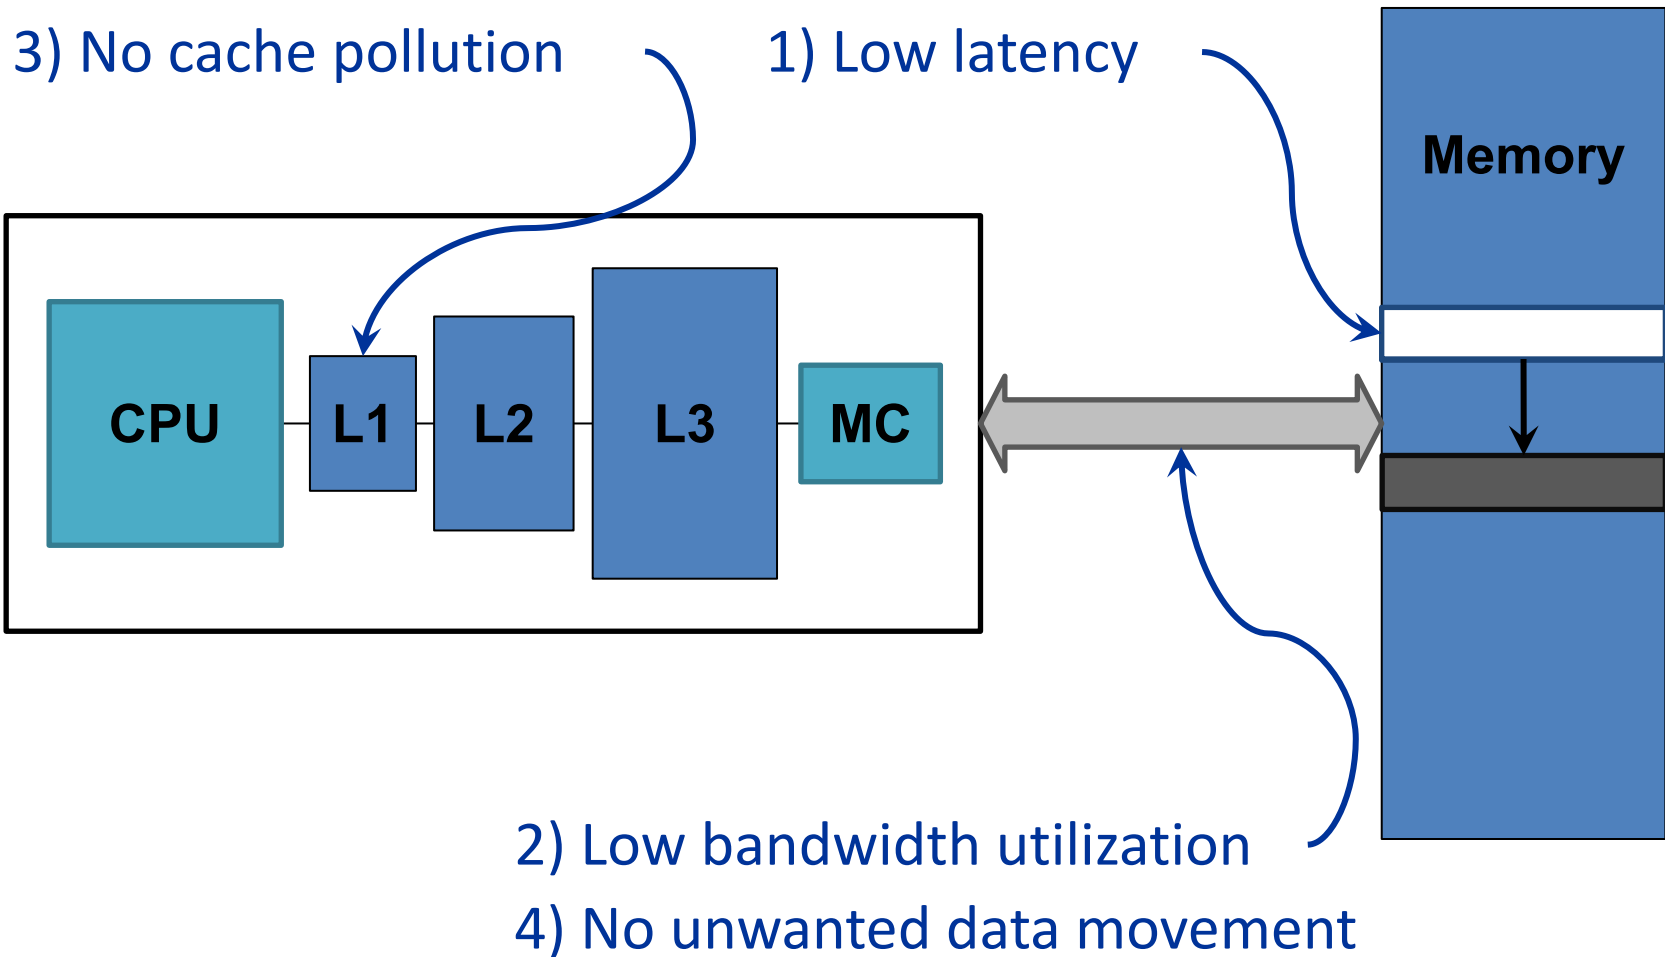 3) No cache pollution
1) Low latency
Memory
CPU
L1
L2
L3
MC
2) Low bandwidth utilization
4) No unwanted data movement